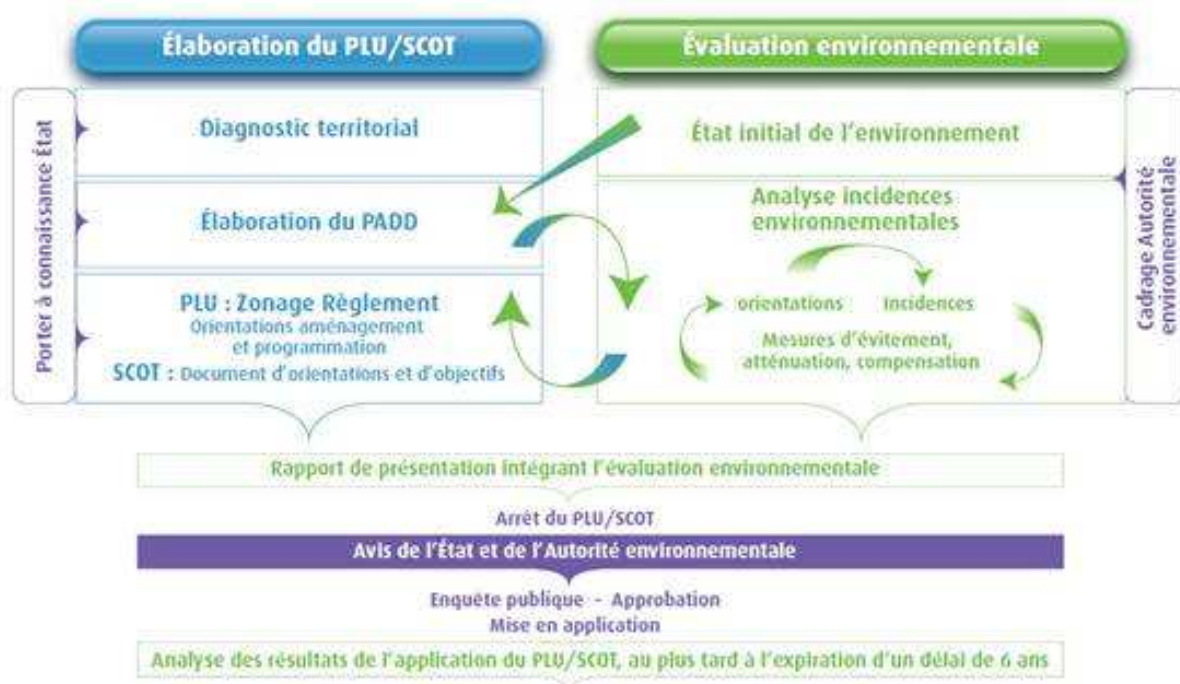 Élaboration du PLU/SCOT
Évaluation environnementale
Porter à connaissance État
Diagnostic territorial
État initial de l'environnement
Élaboration du PADD
Analyse incidences
environnementales
PLU : Zonage Règlement
Orientations aménagement
et programmation
SCOT : Document d'orientations et d'objectifs
orientations
Incidences
Mesures d'évitement,
atténuation, compensation
Cadrage Autorité
environnementale
Rapport de présentation intégrant l'évaluation environnementale
Arrêt du PLU/SCOT
Avis de l'État et de l'Autorité environnementale
Enquête publique - Approbation
Mise en application
Analyse des résultats de l'application du PLU/SCOT, au plus tard à l'expiration d'un délai de 6 ans